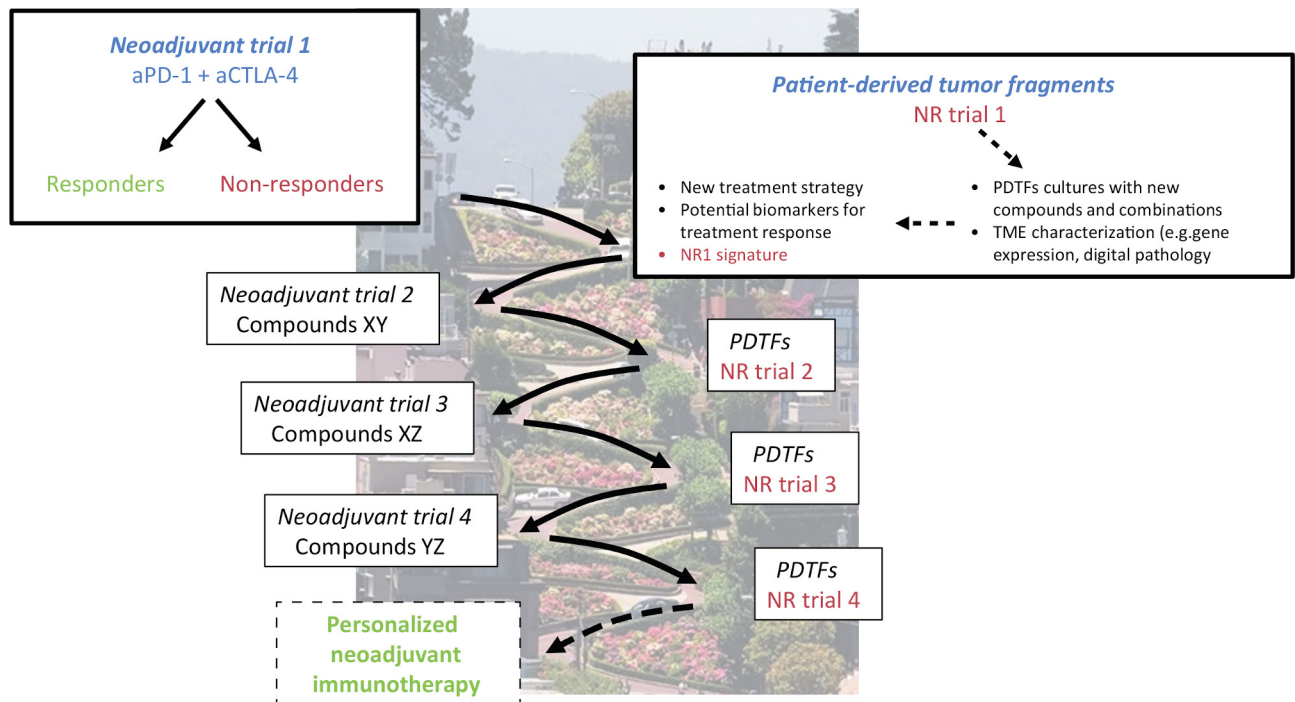 Neoadjuvant trial 1
aPD-1 + aCTLA-4
Responders
Non-responders
Patient-derived tumor fragments
NR trial 1
• PDTFs cultures with new
compounds and combinations
• TME characterization (e.g.gene
expression, digital pathology
• New treatment strategy
• Potential biomarkers for
treatment response
• NR1 signature
Neoadjuvant trial 2
Compounds XY
PDTFs
NR trial 2
Neoadjuvant trial 3
Compounds XZ
PDTFs
NR trial 3
Neoadjuvant trial 4
Compounds YZ
PDTFs
NR trial 4
Personalized
neoadjuvant
immunotherapy